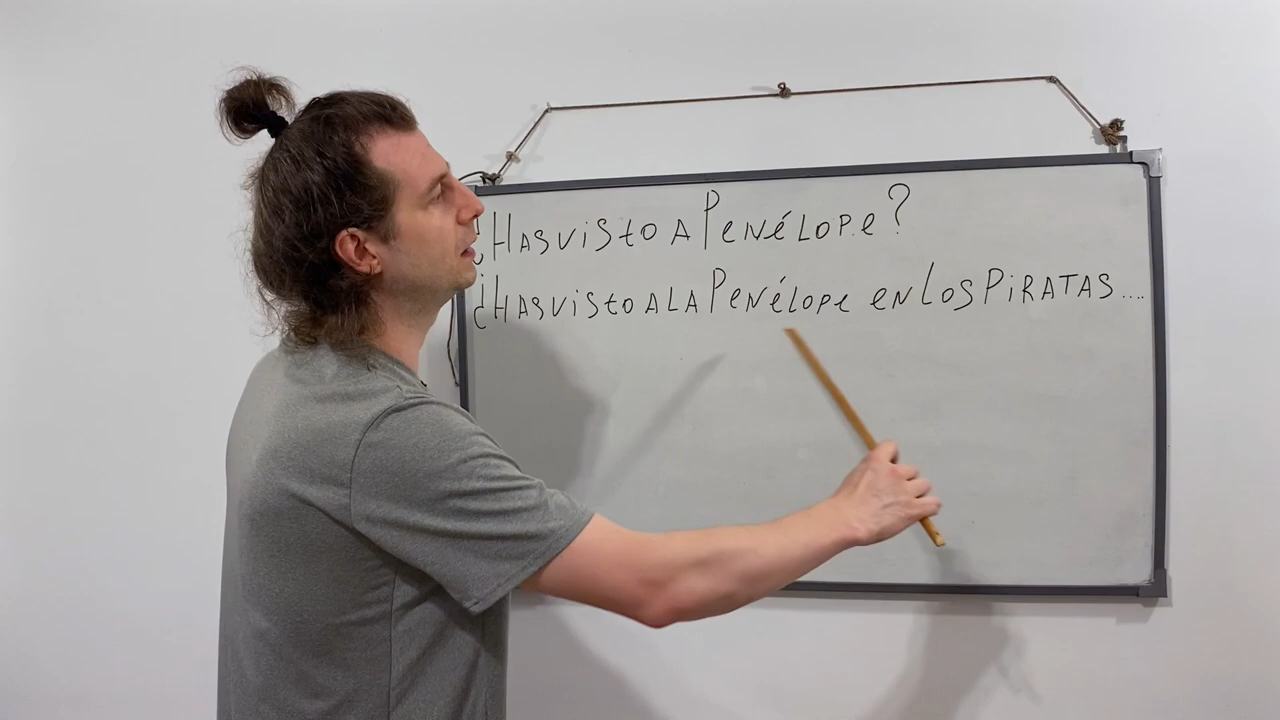 ¿Has visto a Penélope?
¿Has visto a la Penélope en los Piratas....